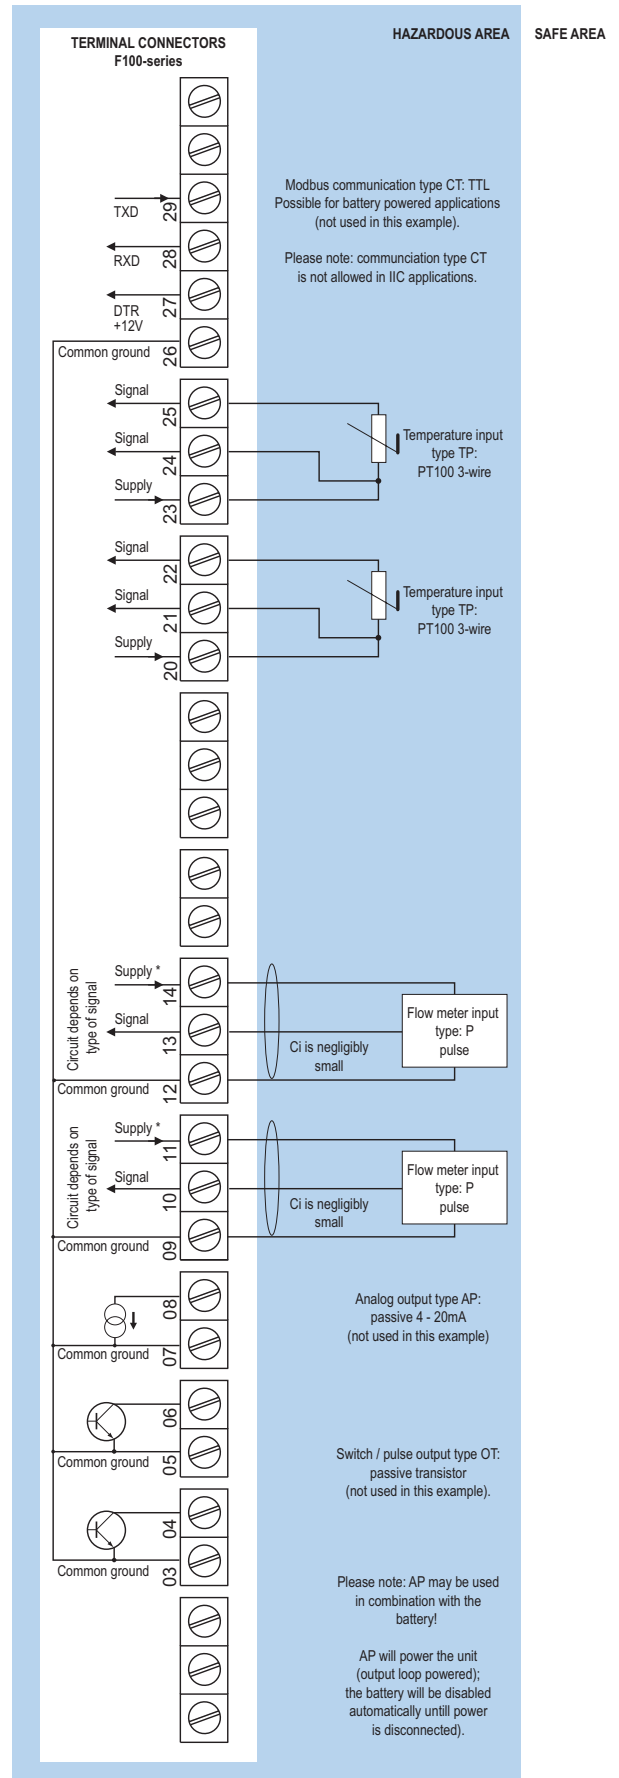 HAZARDOUS AREA
SAFE AREA
TERMINAL CONNECTORS
F100-series
Modbus communication type CT: TTL
Possible for battery powered applications
(not used in this example).
Please note: communciation type CT
is not allowed in IIC applications.
TXD
29
RXD
28
DTR
+12V
27
Common ground
26
Signal
25
Signal
24
Supply
23
Temperature input
type TP:
PT100 3-wire
Signal
22
Signal
21
Supply
20
Temperature input
type TP:
PT100 3-wire
Circuit depends on
type of signal
Supply *
14
Signal
13
Common ground
12
Ci is negligibly
small
Flow meter input
type: P
pulse
Circuit depends on
type of signal
Supply *
11
Signal
10
Common ground
09
Ci is negligibly
small
Flow meter input
type: P
pulse
08
Common ground
07
Analog output type AP:
passive 4 - 20mA
(not used in this example)
06
Common ground
05
Switch / pulse output type OT:
passive transistor
(not used in this example).
04
Common ground
03
Please note: AP may be used
in combination with the
battery!
AP will power the unit
(output loop powered);
the battery will be disabled
automatically untill power
is disconnected).